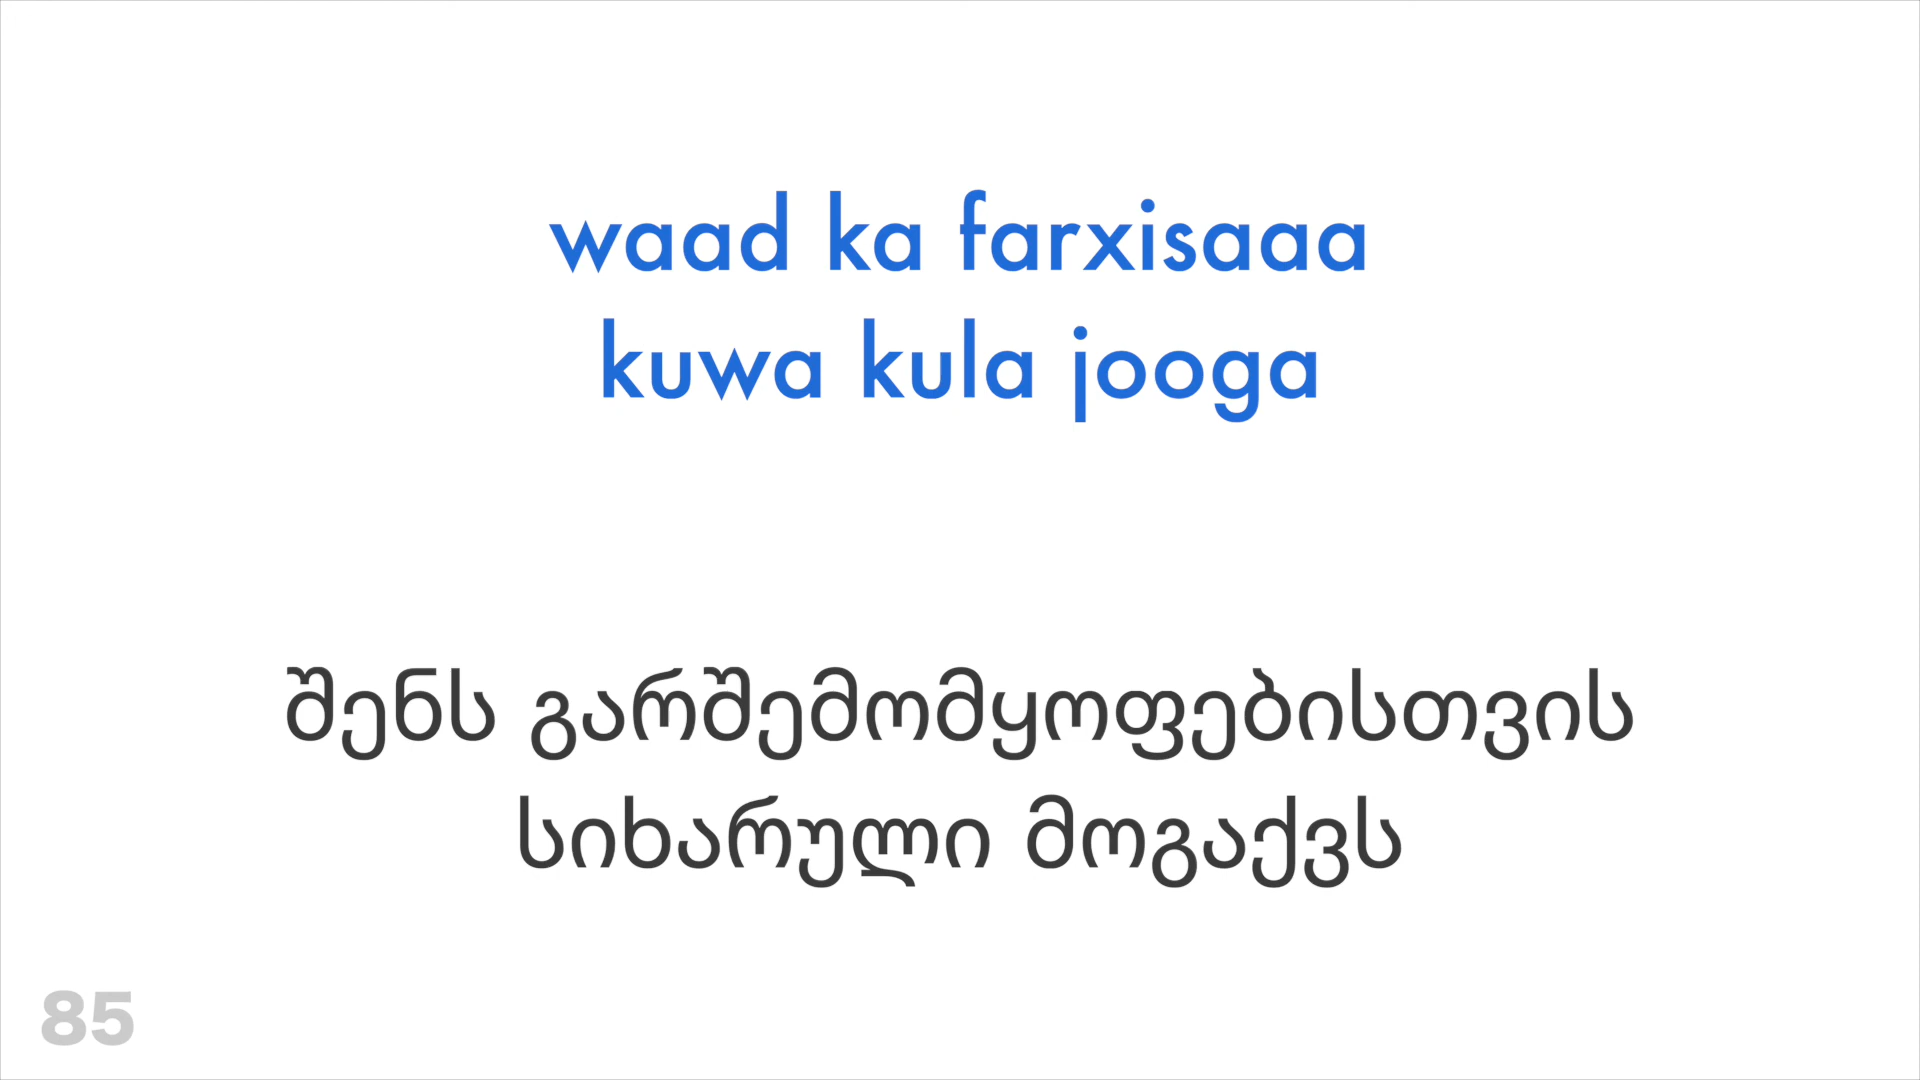 waad ka farxisaaa
kuwa kula jooga
შენს გარშემომყოფებისთვის
სიხარული მოგაქვს
85